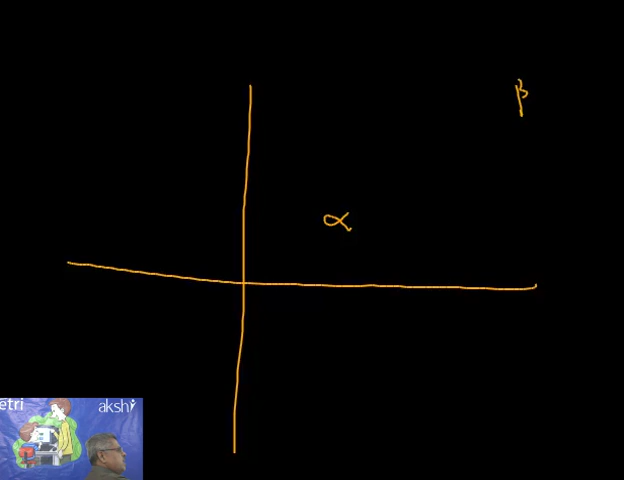 β
α
etri akshi